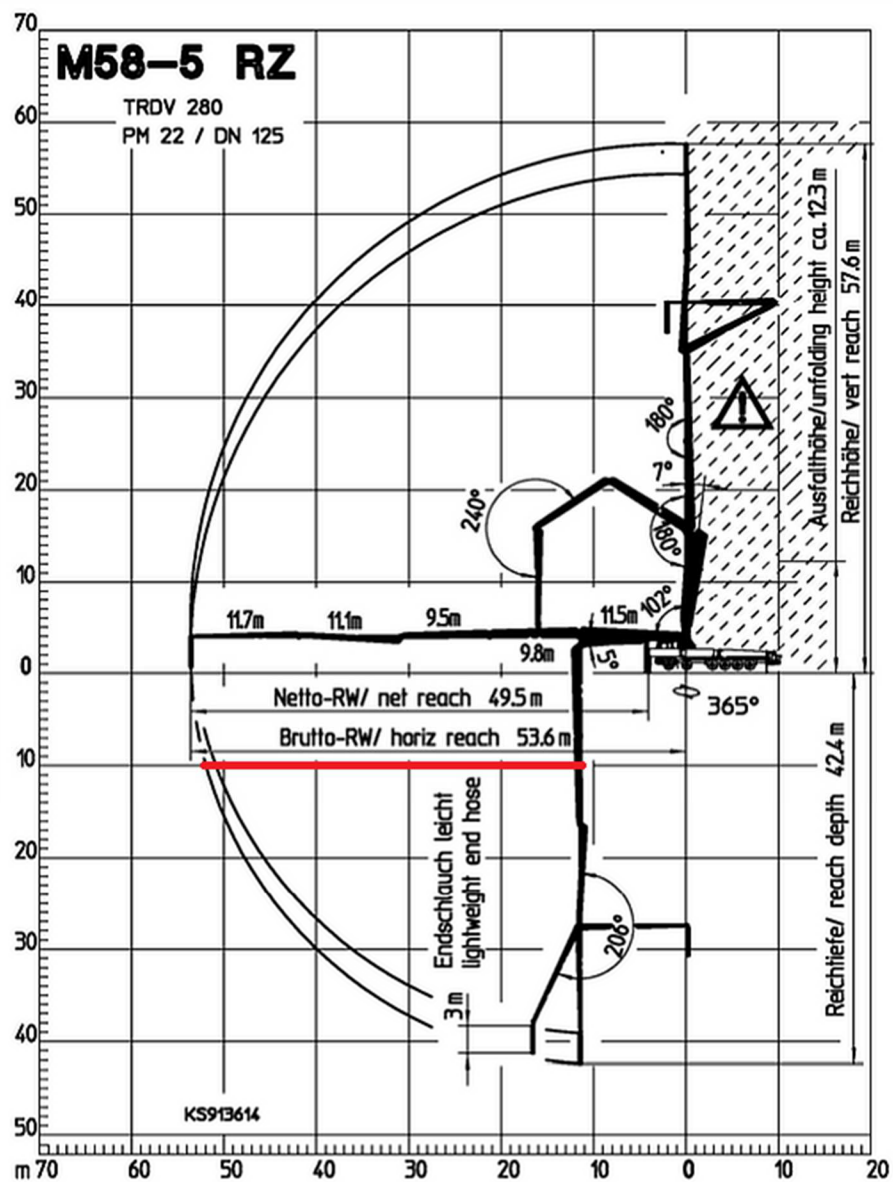 70
M58-5 RZ
TRDV 280
PM 22 / DN 125
60
50
40
30
20
10
0
10
20
30
40
50
Ausfalthöhe/unfolding height ca. 12.3 m
Reichhöhe/ vert reach 57.6 m
180°
7°
240°
180°
102°
11.7m
11.1m
9.5m
11.5m
9.8m
5°
365°
Netto-RW/ net reach 49.5 m
Brutto-RW/ horiz reach 53.6 m
Endschlauch leicht
lightweight end hose
3 m
206°
Reichtiefe/ reach depth 42.4 m
KS913614
m 70 60 50 40 30 20 10 0 10 20